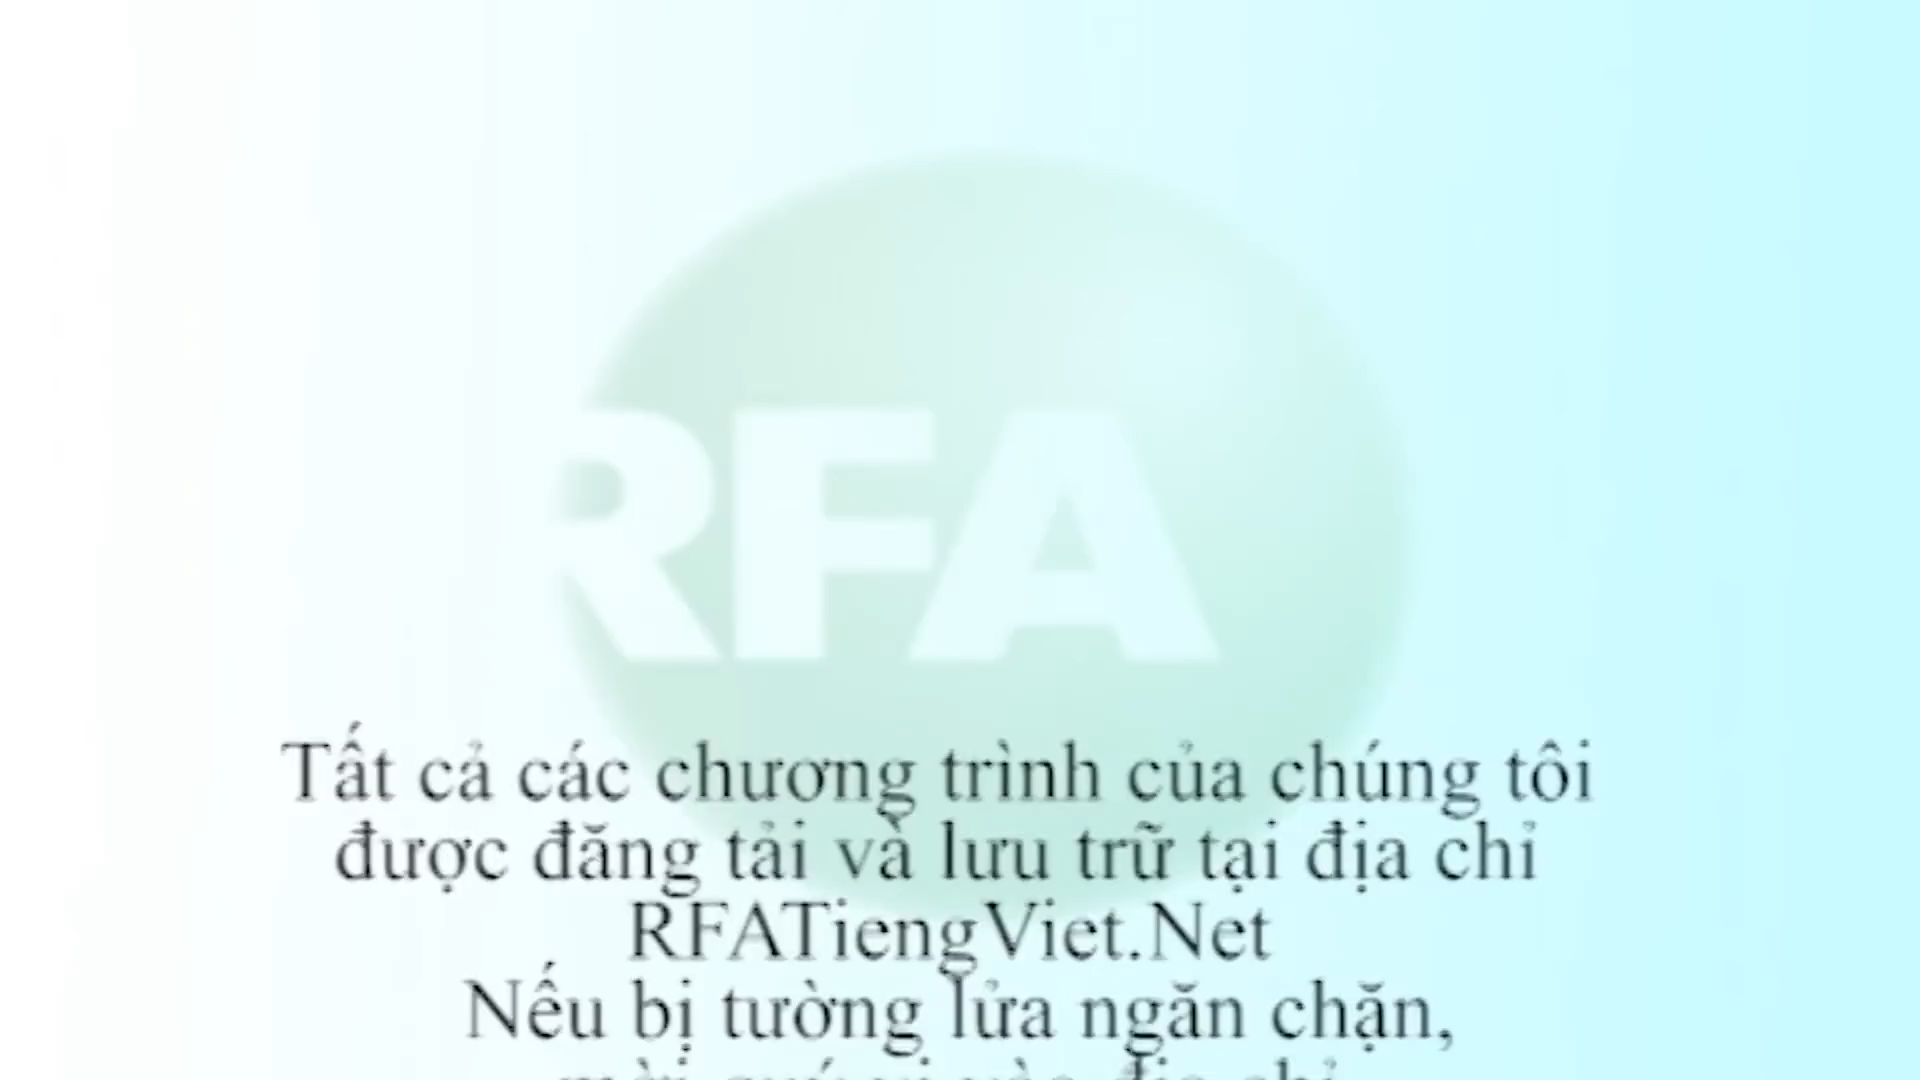 RFA
Tất cả các chương trình của chúng tôi
được đăng tải và lưu trữ tại địa chỉ
RFATiengViet.Net
Nếu bị tường lửa ngăn chặn,